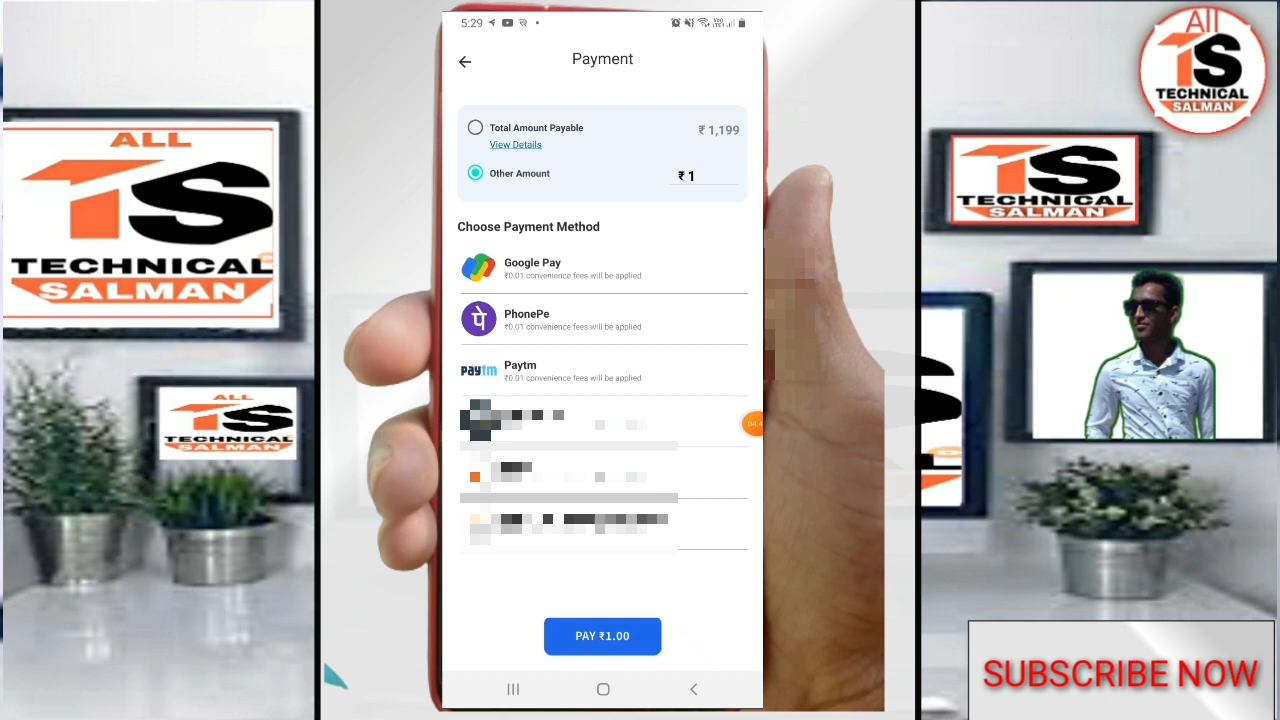 ALL
TS
TECHNICAL
SALMAN
ALL
TS
TECHNICAL
SALMAN
5:29
Payment
Total Amount Payable
₹ 1,199
View Details
Other Amount
₹ 1
Choose Payment Method
Google Pay
₹0.01 convenience fees will be applied
पे
PhonePe
₹0.01 convenience fees will be applied
paytm
Paytm
₹0.01 convenience fees will be applied
04:4
PAY ₹1.00
All
TS
TECHNICAL
SALMAN
TS
TECHNICAL
SALMAN
SUBSCRIBE NOW